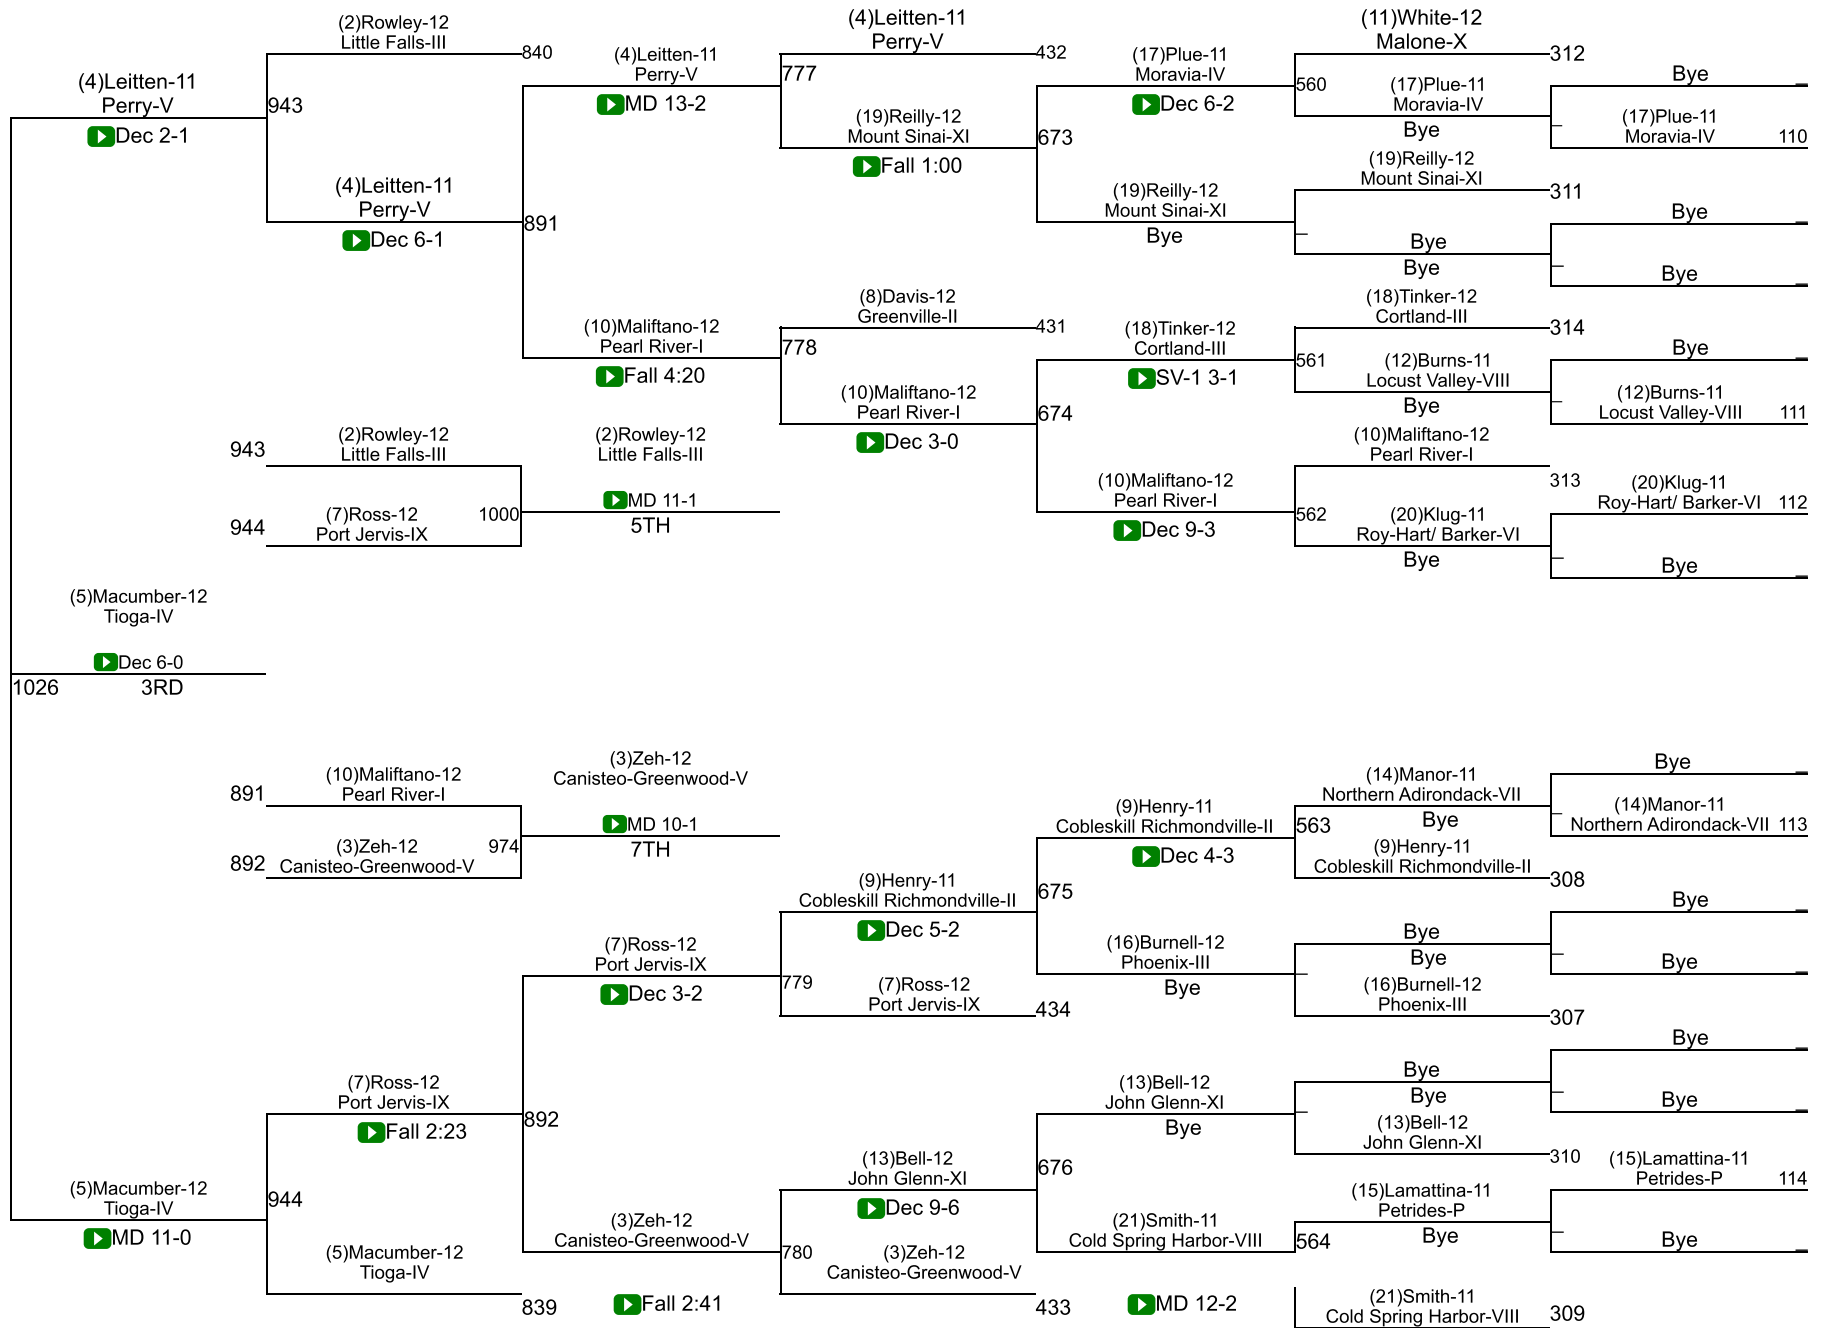 (2)Rowley-12
Little Falls-III
840
(4)Leitten-11
Perry-V
Dec 2-1
943
(4)Leitten-11
Perry-V
Dec 6-1
(4)Leitten-11
Perry-V
MD 13-2
891
(10)Maliftano-12
Pearl River-I
Fall 4:20
(4)Leitten-11
Perry-V
432
777
(19)Reilly-12
Mount Sinai-XI
Fall 1:00
(8)Davis-12
Greenville-II
431
778
(10)Maliftano-12
Pearl River-I
Dec 3-0
(17)Plue-11
Moravia-IV
Dec 6-2
673
(19)Reilly-12
Mount Sinai-XI
Bye
(18)Tinker-12
Cortland-III
SV-1 3-1
674
(10)Maliftano-12
Pearl River-I
Dec 9-3
(11)White-12
Malone-X
312
560
(17)Plue-11
Moravia-IV
Bye
(19)Reilly-12
Mount Sinai-XI
311
Bye
Bye
(18)Tinker-12
Cortland-III
314
561
(12)Burns-11
Locust Valley-VIII
Bye
(10)Maliftano-12
Pearl River-I
313
562
(20)Klug-11
Roy-Hart/ Barker-VI
Bye
Bye
(17)Plue-11
Moravia-IV
110
Bye
Bye
Bye
(12)Burns-11
Locust Valley-VIII
111
(20)Klug-11
Roy-Hart/ Barker-VI
112
Bye
943
(2)Rowley-12
Little Falls-III
944
(7)Ross-12
Port Jervis-IX
1000
(2)Rowley-12
Little Falls-III
MD 11-1
5TH
(5)Macumber-12
Tioga-IV
Dec 6-0
1026
3RD
891
(10)Maliftano-12
Pearl River-I
892
(3)Zeh-12
Canisteo-Greenwood-V
974
(3)Zeh-12
Canisteo-Greenwood-V
MD 10-1
7TH
(5)Macumber-12
Tioga-IV
MD 11-0
944
(7)Ross-12
Port Jervis-IX
Fall 2:23
(5)Macumber-12
Tioga-IV
839
(7)Ross-12
Port Jervis-IX
Dec 3-2
892
(3)Zeh-12
Canisteo-Greenwood-V
Fall 2:41
(9)Henry-11
Cobleskill Richmondville-II
Dec 5-2
779
(7)Ross-12
Port Jervis-IX
434
(13)Bell-12
John Glenn-XI
Dec 9-6
780
(3)Zeh-12
Canisteo-Greenwood-V
433
(9)Henry-11
Cobleskill Richmondville-II
Dec 4-3
675
(16)Burnell-12
Phoenix-III
Bye
(13)Bell-12
John Glenn-XI
Bye
676
(21)Smith-11
Cold Spring Harbor-VIII
MD 12-2
(14)Manor-11
Northern Adirondack-VII
Bye
563
(9)Henry-11
Cobleskill Richmondville-II
308
Bye
Bye
(16)Burnell-12
Phoenix-III
307
Bye
Bye
(13)Bell-12
John Glenn-XI
310
(15)Lamattina-11
Petrides-P
Bye
564
(21)Smith-11
Cold Spring Harbor-VIII
309
Bye
(14)Manor-11
Northern Adirondack-VII
113
Bye
Bye
Bye
Bye
(15)Lamattina-11
Petrides-P
114
Bye